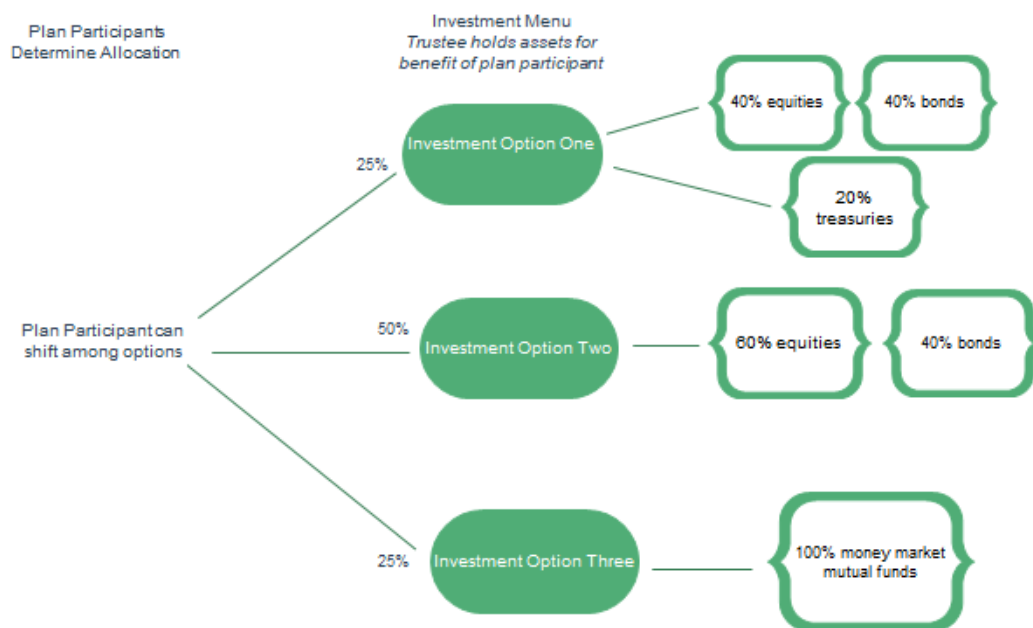 Plan Participants
Determine Allocation
Investment Menu
Trustee holds assets for
benefit of plan participant
25%
Investment Option One
40% equities
40% bonds
20%
treasuries
Plan Participant can
shift among options
50%
Investment Option Two
60% equities
40% bonds
25%
Investment Option Three
100% money market
mutual funds